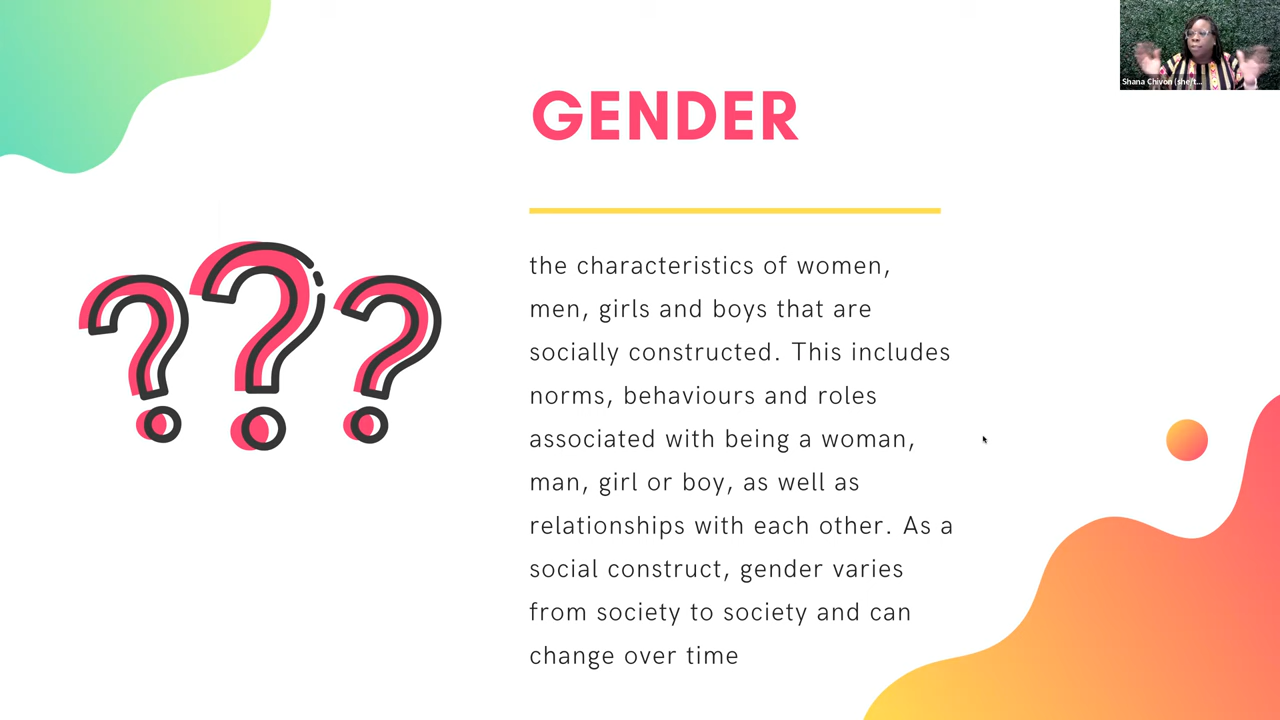 Shana Chivon (she/t...
GENDER
the characteristics of women,
men, girls and boys that are
socially constructed. This includes
norms, behaviours and roles
associated with being a woman,
man, girl or boy, as well as
relationships with each other. As a
social construct, gender varies
from society to society and can
change over time
???